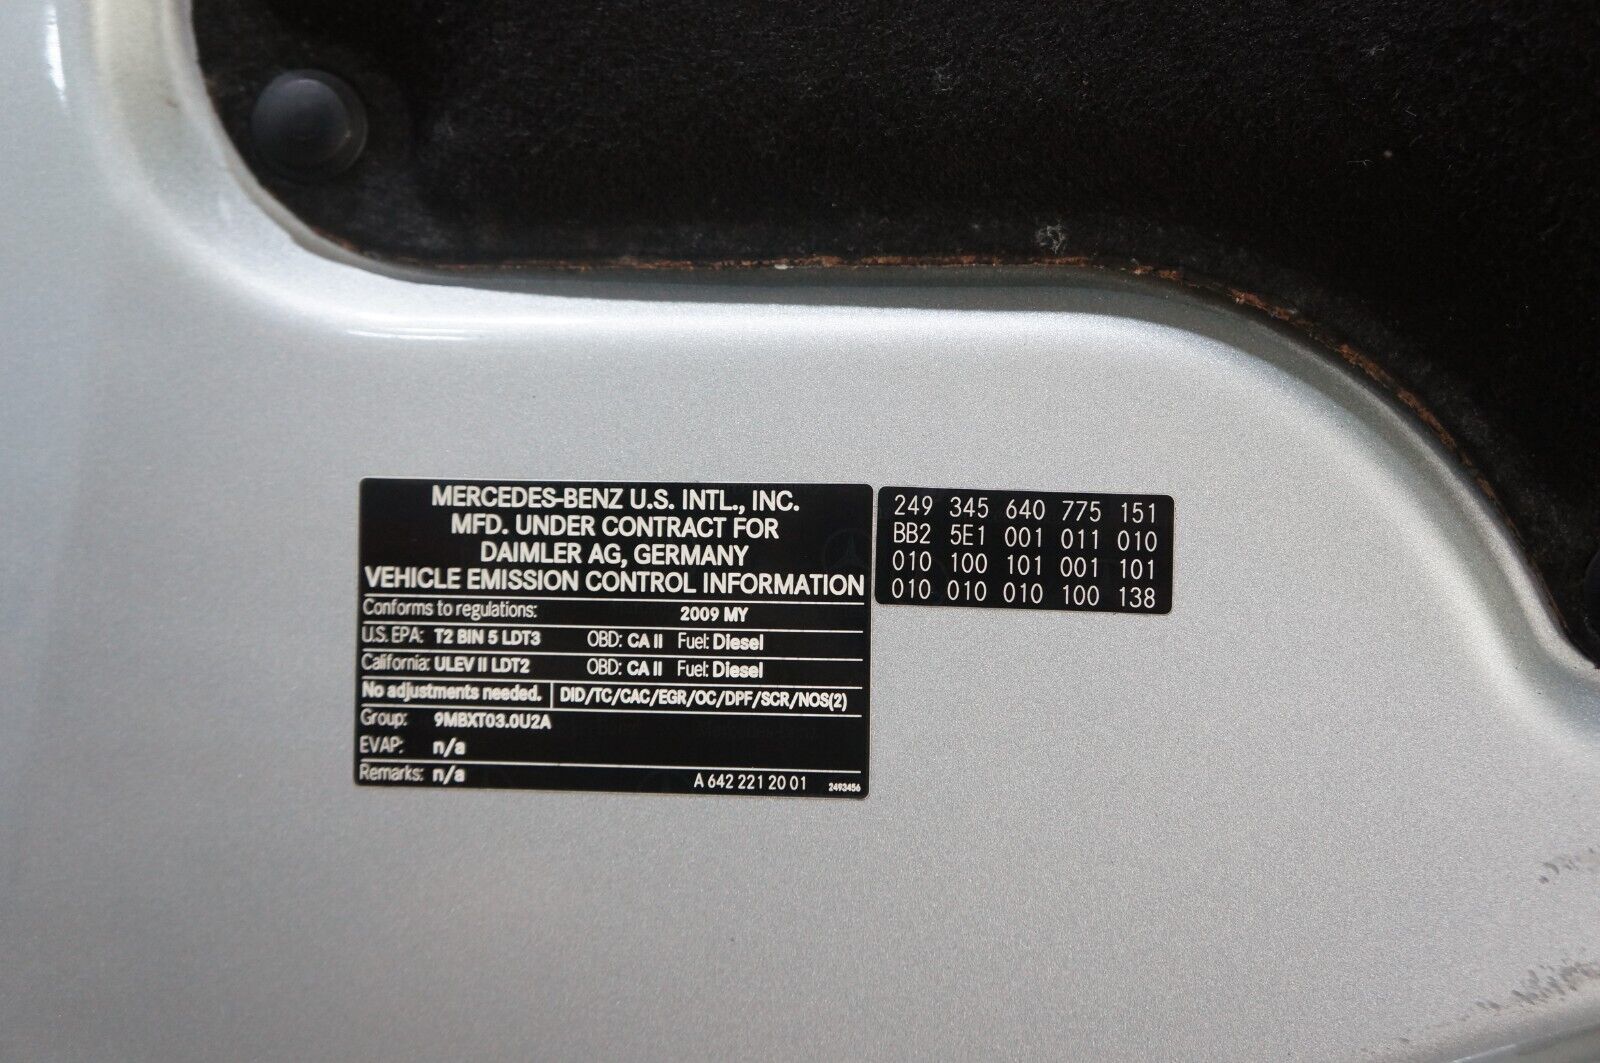 MERCEDES-BENZ U.S. INTL., INC.
MFD. UNDER CONTRACT FOR
DAIMLER AG, GERMANY
VEHICLE EMISSION CONTROL INFORMATION
Conforms to regulations: 2009 MY
U.S. EPA: T2 BIN 5 LDT3 OBD: CA II Fuel: Diesel
California: ULEV II LDT2 OBD: CA II Fuel: Diesel
No adjustments needed. DID/TC/CAC/EGR/OC/DPF/SCR/NOS(2)
Group: 9MBXT03.0U2A
EVAP: n/a
Remarks: n/a A 642 221 20 01 2493456
249 345 640 775 151
BB2 5E1 001 011 010
010 100 101 001 101
010 010 010 100 138